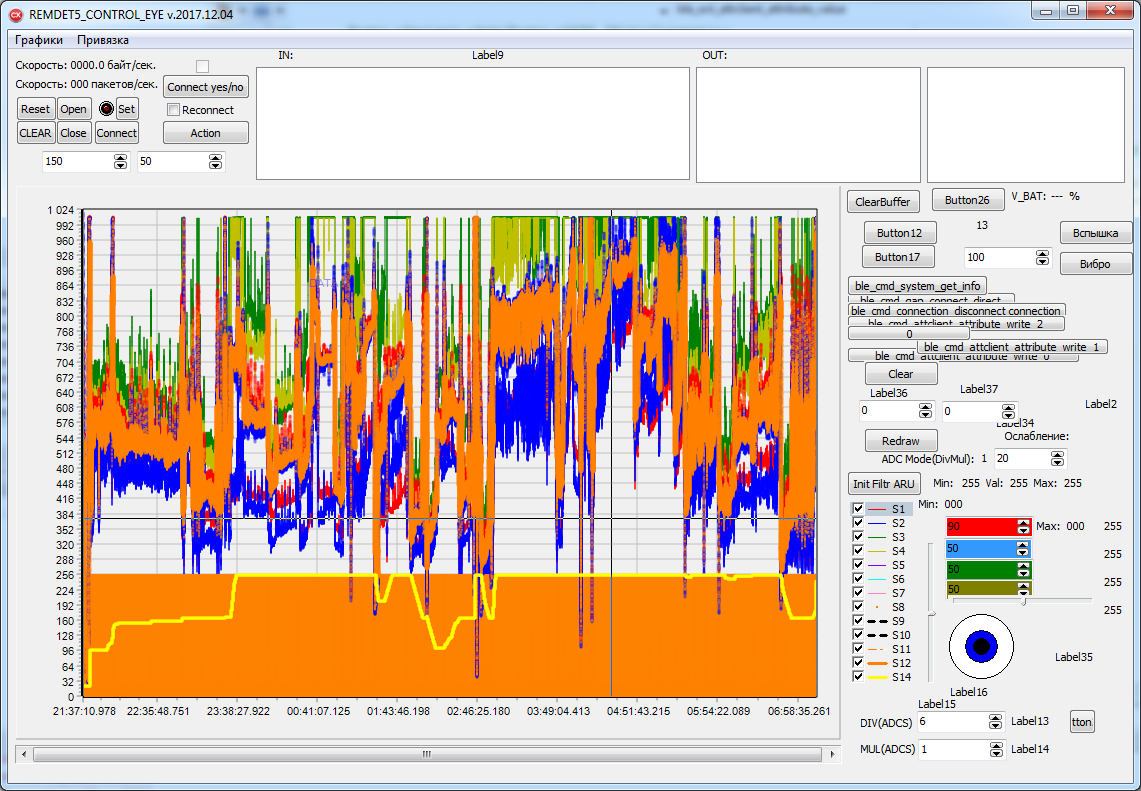 REMDET5_CONTROL_EYE v.2017.12.04
Графики Привязка
Скорость: 0000.0 байт/сек.
Скорость: 000 пакетов/сек.
Connect yes/no
Reset Open Set
Reconnect
CLEAR Close Connect
Action
150 50
IN: Label9 OUT:
1 024
992
960
928
896
864
832
800
768
736
704
672
640
608
576
544
512
480
448
416
384
352
320
288
256
224
192
160
128
96
64
32
0
21:37:10.978 22:35:48.751 23:38:27.922 00:41:07.125 01:43:46.198 02:46:25.180 03:49:04.413 04:51:43.215 05:54:22.089 06:58:35.261
ClearBuffer Button26 V_BAT: --- %
Button12 13 Вспышка
Button17 100 Вибро
ble_cmd_system_get_info
ble_cmd_gap_connect_direct
ble_cmd_connection_disconnect connection
ble_cmd_attclient_attribute_write_2
0
ble_cmd_attclient_attribute_write_1
ble_cmd_attclient_attribute_write_0
Clear
Label36 Label37
0 0 Label2
Label34
Redraw Ослабление:
ADC Mode(DivMul): 1 20
Init Filtr ARU Min: 255 Val: 255 Max: 255
Min: 000
S1
S2
S3
S4
S5
S6
S7
S8
S9
S10
S11
S12
S14
90 Max: 000 255
50 255
50 255
50 255
Label35
Label16
Label15
DIV(ADCS) 6 Label13 tton
MUL(ADCS) 1 Label14